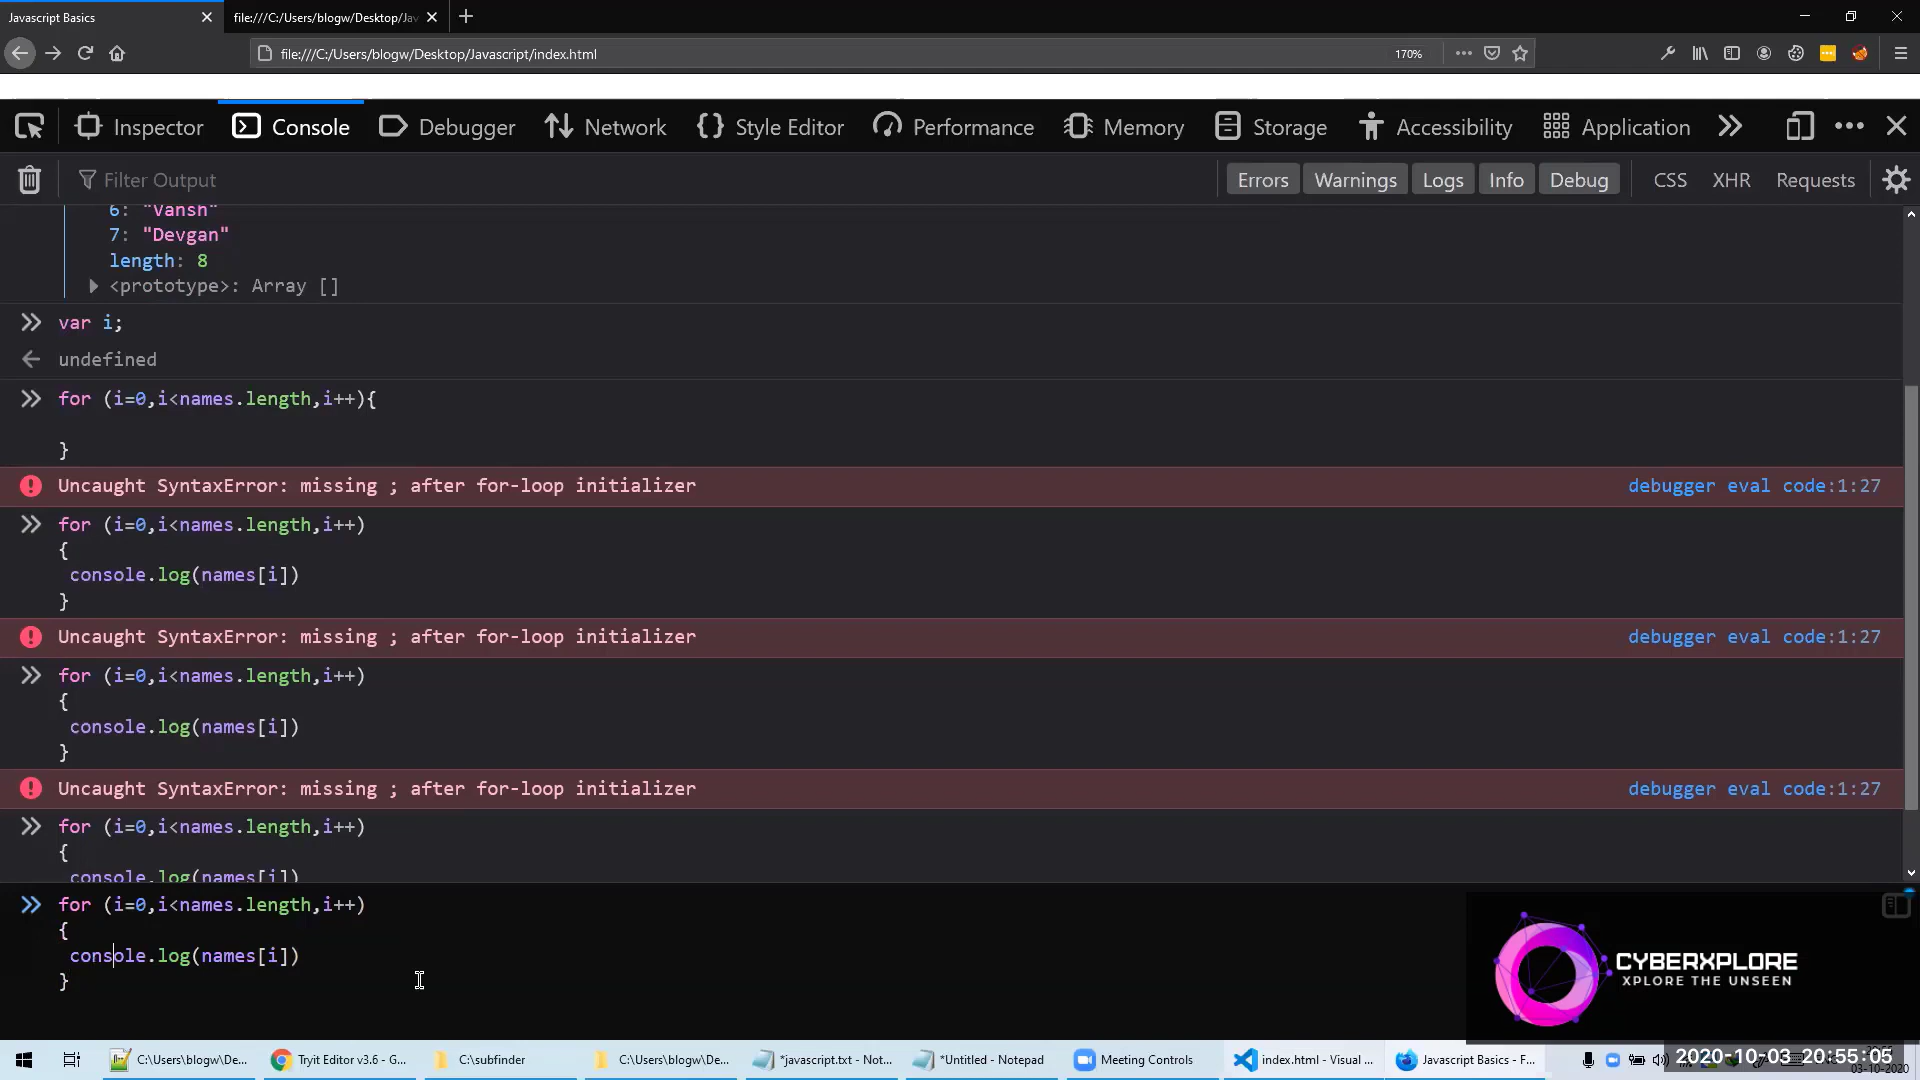 Javascript Basics
file:///C:/Users/blogw/Desktop/Jav
file:///C:/Users/blogw/Desktop/Javascript/index.html
170%
Inspector
Console
Debugger
Network
Style Editor
Performance
Memory
Storage
Accessibility
Application
Filter Output
Errors
Warnings
Logs
Info
Debug
CSS
XHR
Requests
6: "Vansh"
7: "Devgan"
length: 8
<prototype>: Array []
var i;
undefined
for (i=0,i<names.length,i++){
}
Uncaught SyntaxError: missing ; after for-loop initializer
debugger eval code:1:27
for (i=0,i<names.length,i++)
{
console.log(names[i])
}
Uncaught SyntaxError: missing ; after for-loop initializer
debugger eval code:1:27
for (i=0,i<names.length,i++)
{
console.log(names[i])
}
Uncaught SyntaxError: missing ; after for-loop initializer
debugger eval code:1:27
for (i=0,i<names.length,i++)
{
console.log(names[i])
for (i=0,i<names.length,i++)
{
console.log(names[i])
}
CYBERXPLORE
XPLORE THE UNSEEN
C:\Users\blogw\De...
Tryit Editor v3.6 - G...
C:\subfinder
C:\Users\blogw\De...
*javascript.txt - Not...
*Untitled - Notepad
Meeting Controls
index.html - Visual ...
Javascript Basics - F...
2020-10-03 20:55:05
03-10-2020